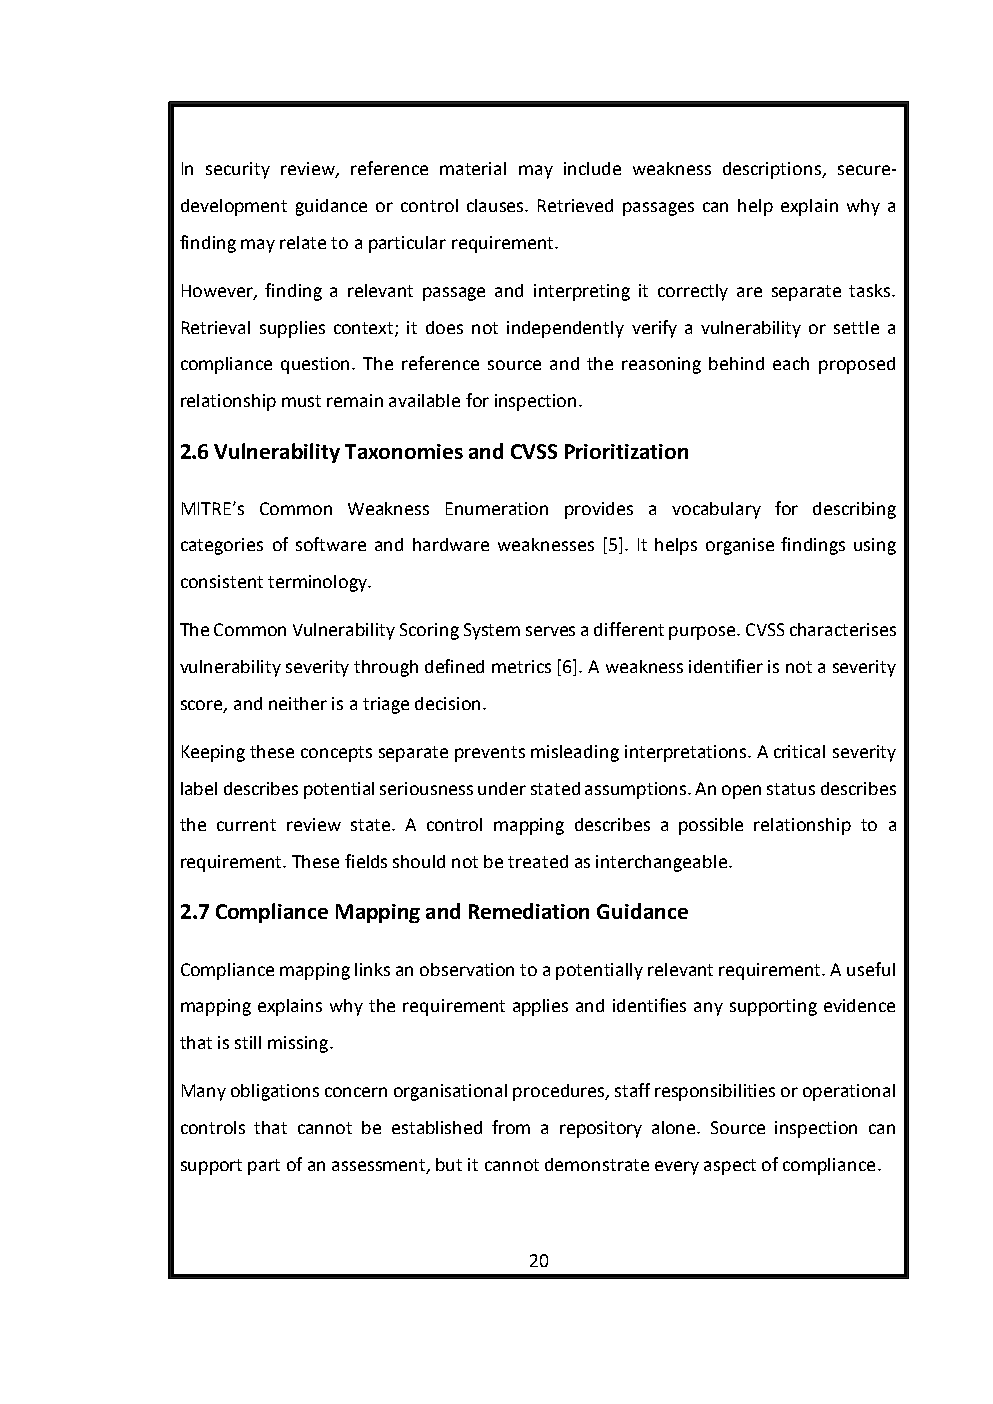 In security review, reference material may include weakness descriptions, secure-
development guidance or control clauses. Retrieved passages can help explain why a
finding may relate to a particular requirement.
However, finding a relevant passage and interpreting it correctly are separate tasks.
Retrieval supplies context; it does not independently verify a vulnerability or settle a
compliance question. The reference source and the reasoning behind each proposed
relationship must remain available for inspection.
2.6 Vulnerability Taxonomies and CVSS Prioritization
MITRE’s Common Weakness Enumeration provides a vocabulary for describing
categories of software and hardware weaknesses [5]. It helps organise findings using
consistent terminology.
The Common Vulnerability Scoring System serves a different purpose. CVSS characterises
vulnerability severity through defined metrics [6]. A weakness identifier is not a severity
score, and neither is a triage decision.
Keeping these concepts separate prevents misleading interpretations. A critical severity
label describes potential seriousness under stated assumptions. An open status describes
the current review state. A control mapping describes a possible relationship to a
requirement. These fields should not be treated as interchangeable.
2.7 Compliance Mapping and Remediation Guidance
Compliance mapping links an observation to a potentially relevant requirement. A useful
mapping explains why the requirement applies and identifies any supporting evidence
that is still missing.
Many obligations concern organisational procedures, staff responsibilities or operational
controls that cannot be established from a repository alone. Source inspection can
support part of an assessment, but it cannot demonstrate every aspect of compliance.
20